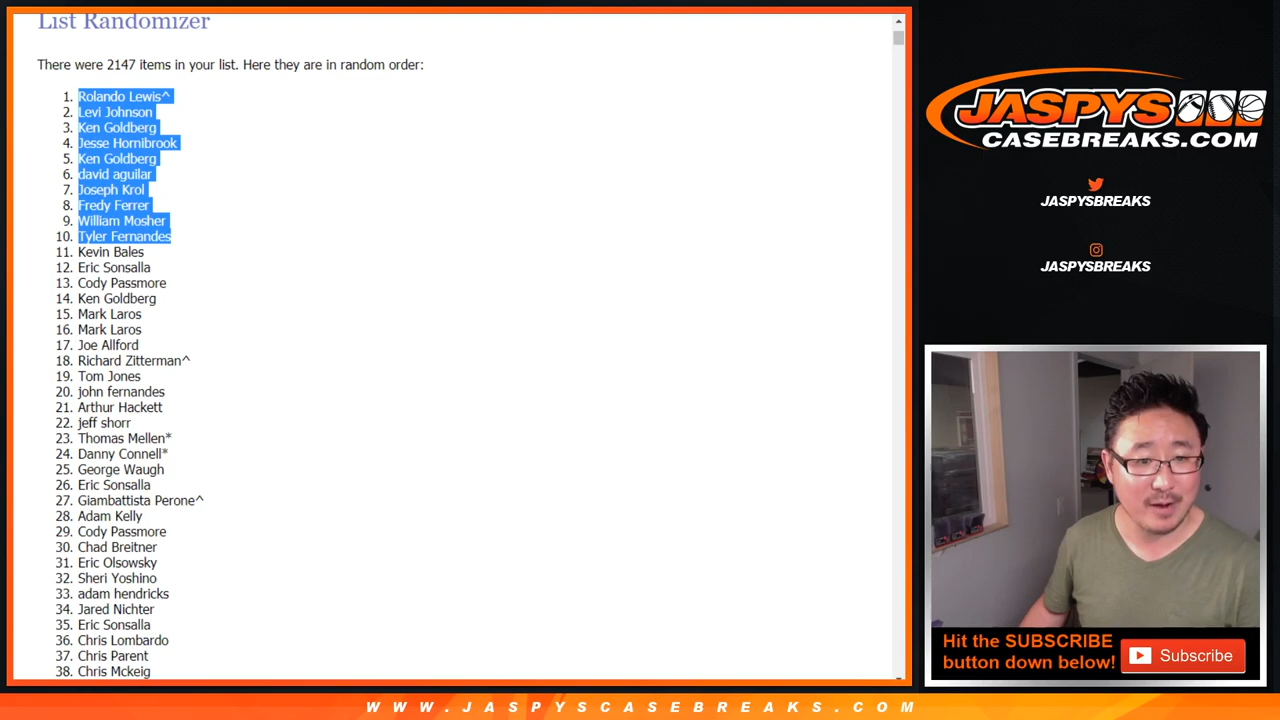 List Randomizer
There were 2147 items in your list. Here they are in random order:
1. Rolando Lewis^
2. Levi Johnson
3. Ken Goldberg
4. Jesse Hornibrook
5. Ken Goldberg
6. david aguilar
7. Joseph Krol
8. Fredy Ferrer
9. William Mosher
10. Tyler Fernandes
11. Kevin Bales
12. Eric Sonsalla
13. Cody Passmore
14. Ken Goldberg
15. Mark Laros
16. Mark Laros
17. Joe Allford
18. Richard Zitterman^
19. Tom Jones
20. john fernandes
21. Arthur Hackett
22. jeff shorr
23. Thomas Mellen*
24. Danny Connell*
25. George Waugh
26. Eric Sonsalla
27. Giambattista Perone^
28. Adam Kelly
29. Cody Passmore
30. Chad Breitner
31. Eric Olsowsky
32. Sheri Yoshino
33. adam hendricks
34. Jared Nichter
35. Eric Sonsalla
36. Chris Lombardo
37. Chris Parent
38. Chris Mckeig
JASPYS
CASEBREAKS.COM
JASPYSBREAKS
JASPYSBREAKS
Hit the SUBSCRIBE
button down below!
Subscribe
WWW.JASPYSCASEBREAKS.COM